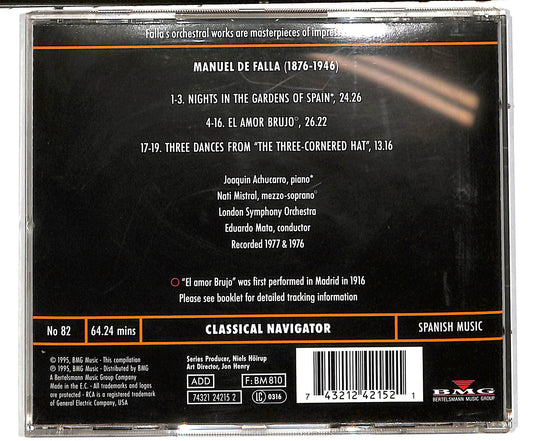 Falla's orchestral works are masterpieces of impres
MANUEL DE FALLA (1876-1946)
1-3. NIGHTS IN THE GARDENS OF SPAIN*, 24.26
4-16. EL AMOR BRUJO°, 26.22
17-19. THREE DANCES FROM "THE THREE-CORNERED HAT", 13.16
Joaquin Achucarro, piano*
Nati Mistral, mezzo-soprano°
London Symphony Orchestra
Eduardo Mata, conductor
Recorded 1977 & 1976
○ "El amor Brujo" was first performed in Madrid in 1916
Please see booklet for detailed tracking information
No 82 64.24 mins CLASSICAL NAVIGATOR SPANISH MUSIC
© 1995, BMG Music - This compilation
℗ 1995, BMG Music - Distributed by BMG
A Bertelsmann Music Group Company
Made in the E.C. - All trademarks and logos
are protected - RCA is a registered trademark
of General Electric Company, USA
Series Producer, Niels Höirup
Art Director, Jon Henry
ADD F: BM 810
74321 24215 2 LC 0316
7 43212 42152 1
BMG
BERTELSMANN MUSIC GROUP